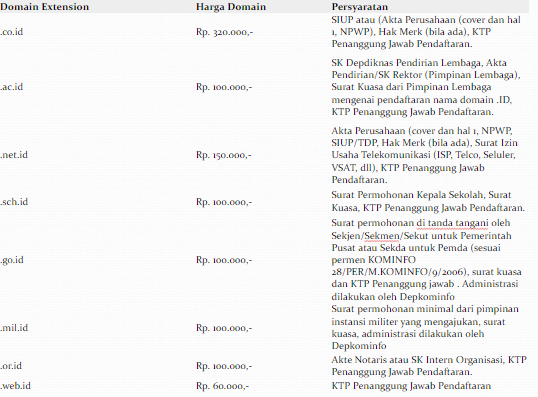 Domain Extension Harga Domain Persyaratan
SIUP atau (Akta Perusahaan (cover dan hal
.co.id Rp. 320.000,- 1, NPWP), Hak Merk (bila ada), KTP
Penanggung Jawab Pendaftaran.
SK Depdiknas Pendirian Lembaga, Akta
Pendirian/SK Rektor (Pimpinan Lembaga),
.ac.id Rp. 100.000,- Surat Kuasa dari Pimpinan Lembaga
mengenai pendaftaran nama domain .ID,
KTP Penanggung Jawab Pendaftaran.
Akta Perusahaan (cover dan hal 1, NPWP,
SIUP/TDP, Hak Merk (bila ada), Surat Izin
.net.id Rp. 150.000,- Usaha Telekomunikasi (ISP, Telco, Seluler,
VSAT, dll), KTP Penanggung Jawab
Pendaftaran.
.sch.id Rp. 100.000,- Surat Permohonan Kepala Sekolah, Surat
Kuasa, KTP Penanggung Jawab Pendaftaran.
Surat permohonan di tanda tangani oleh
Sekjen/Sekmen/Sekut untuk Pemerintah
Pusat atau Sekda untuk Pemda (sesuai
.go.id Rp. 100.000,- permen KOMINFO
28/PER/M.KOMINFO/9/2006), surat kuasa
dan KTP Penanggung jawab . Administrasi
dilakukan oleh Depkominfo
Surat permohonan minimal dari pimpinan
.mil.id Rp. 100.000,- instansi militer yang mengajukan, surat
kuasa, administrasi dilakukan oleh
Depkominfo
.or.id Rp. 100.000,- Akte Notaris atau SK Intern Organisasi, KTP
Penanggung Jawab Pendaftaran.
.web.id Rp. 60.000,- KTP Penanggung Jawab Pendaftaran